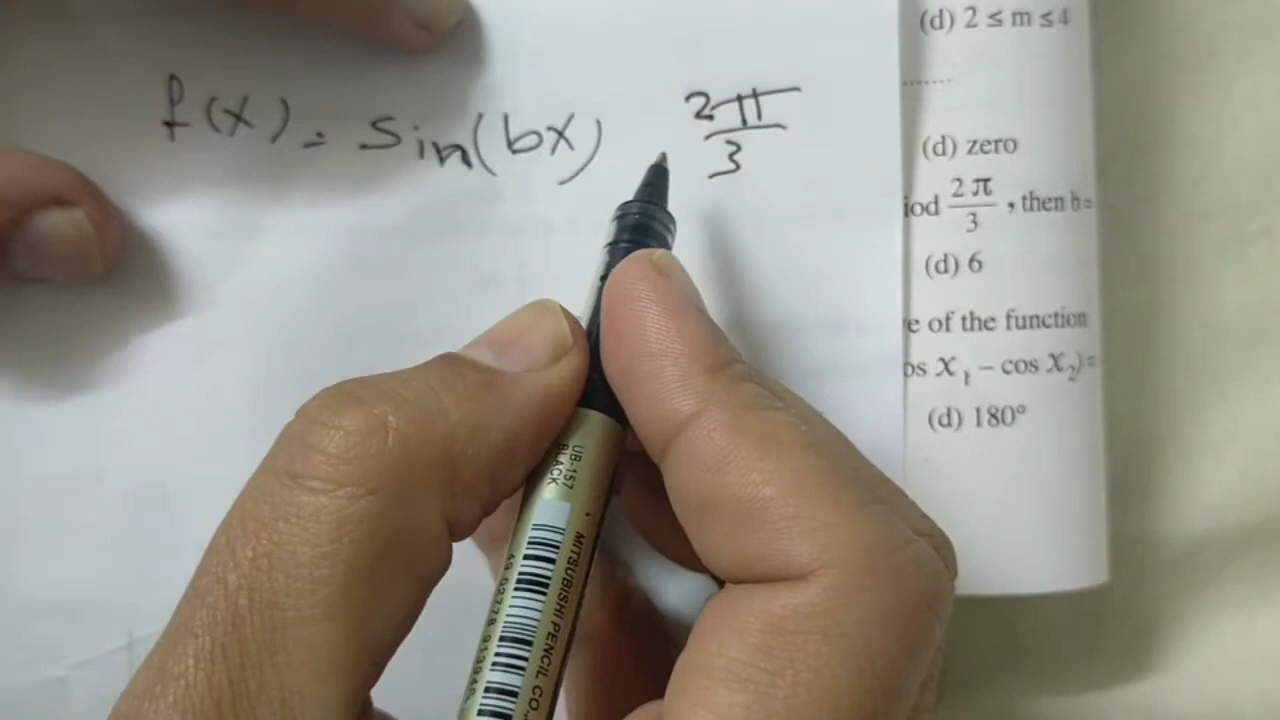 f(x) = sin(bx) 2π/3
(d) 2 ≤ m ≤ 4
........
(d) zero
iod 2π/3 , then b=
(d) 6
e of the function
os X₁ – cos X₂)=
(d) 180°
UB-157
BLACK
MITSUBISHI PENCIL CO.,